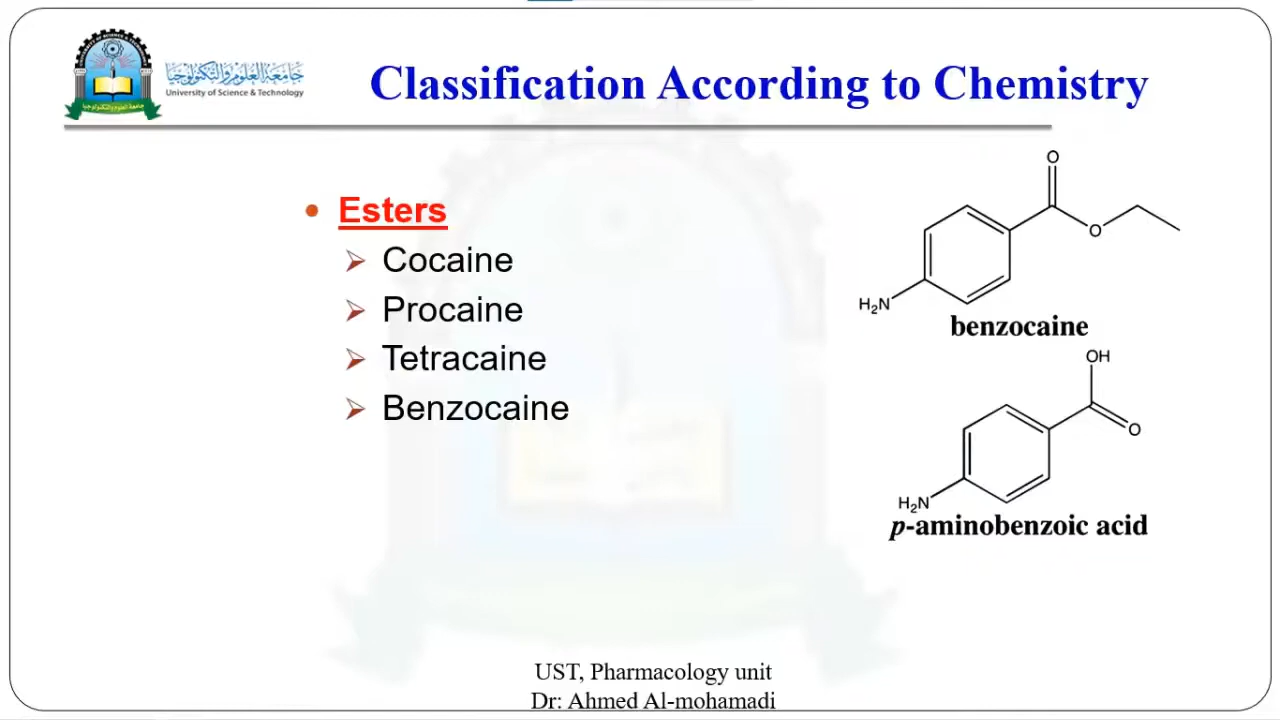 جامعة العلوم والتكنولوجيا
University of Science & Technology
Classification According to Chemistry
Esters
Cocaine
Procaine
Tetracaine
Benzocaine
O
O
H₂N
benzocaine
OH
O
H₂N
p-aminobenzoic acid
UST, Pharmacology unit
Dr: Ahmed Al-mohamadi